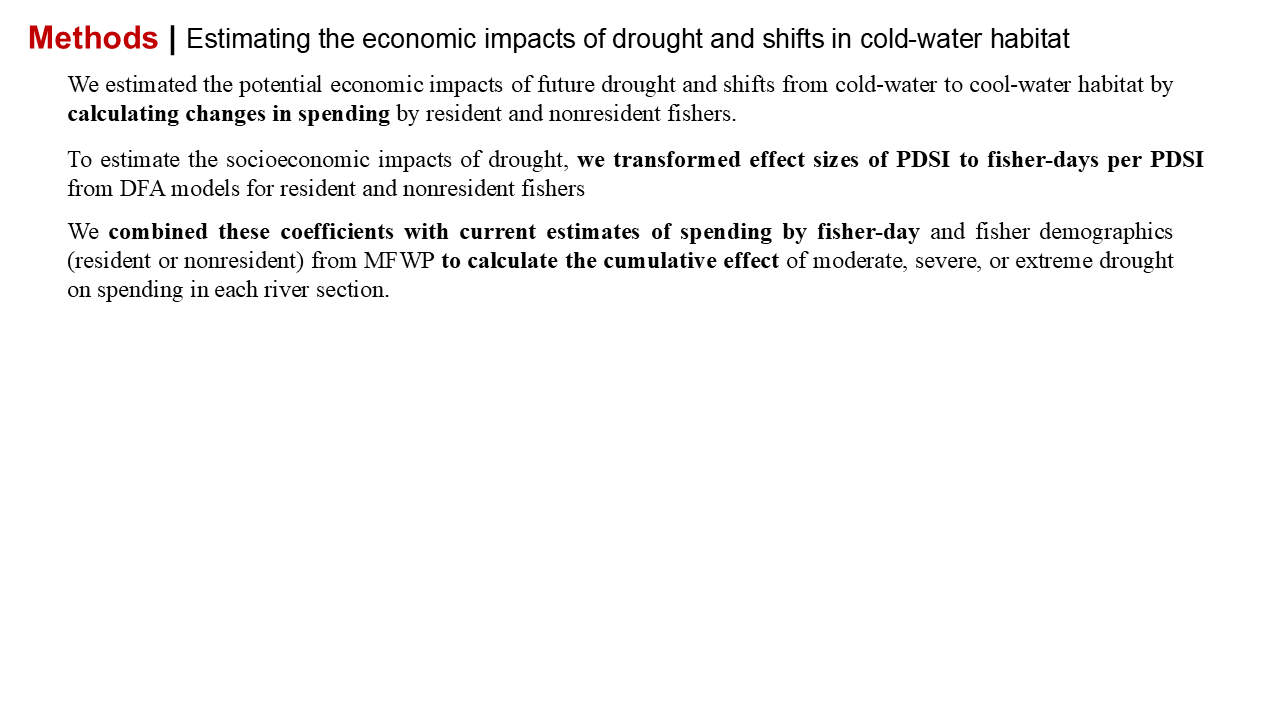 Methods | Estimating the economic impacts of drought and shifts in cold-water habitat
We estimated the potential economic impacts of future drought and shifts from cold-water to cool-water habitat by
calculating changes in spending by resident and nonresident fishers.
To estimate the socioeconomic impacts of drought, we transformed effect sizes of PDSI to fisher-days per PDSI
from DFA models for resident and nonresident fishers
We combined these coefficients with current estimates of spending by fisher-day and fisher demographics
(resident or nonresident) from MFWP to calculate the cumulative effect of moderate, severe, or extreme drought
on spending in each river section.